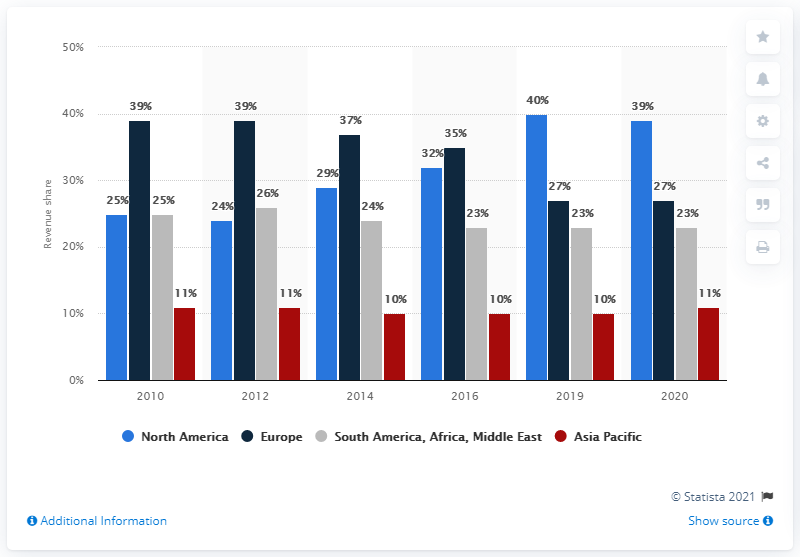 50%
40%
30%
20%
10%
0%
Revenue share
25% 39% 25% 11%
24% 39% 26% 11%
29% 37% 24% 10%
32% 35% 23% 10%
40% 27% 23% 10%
39% 27% 23% 11%
2010 2012 2014 2016 2019 2020
North America Europe South America, Africa, Middle East Asia Pacific
© Statista 2021
Additional Information Show source